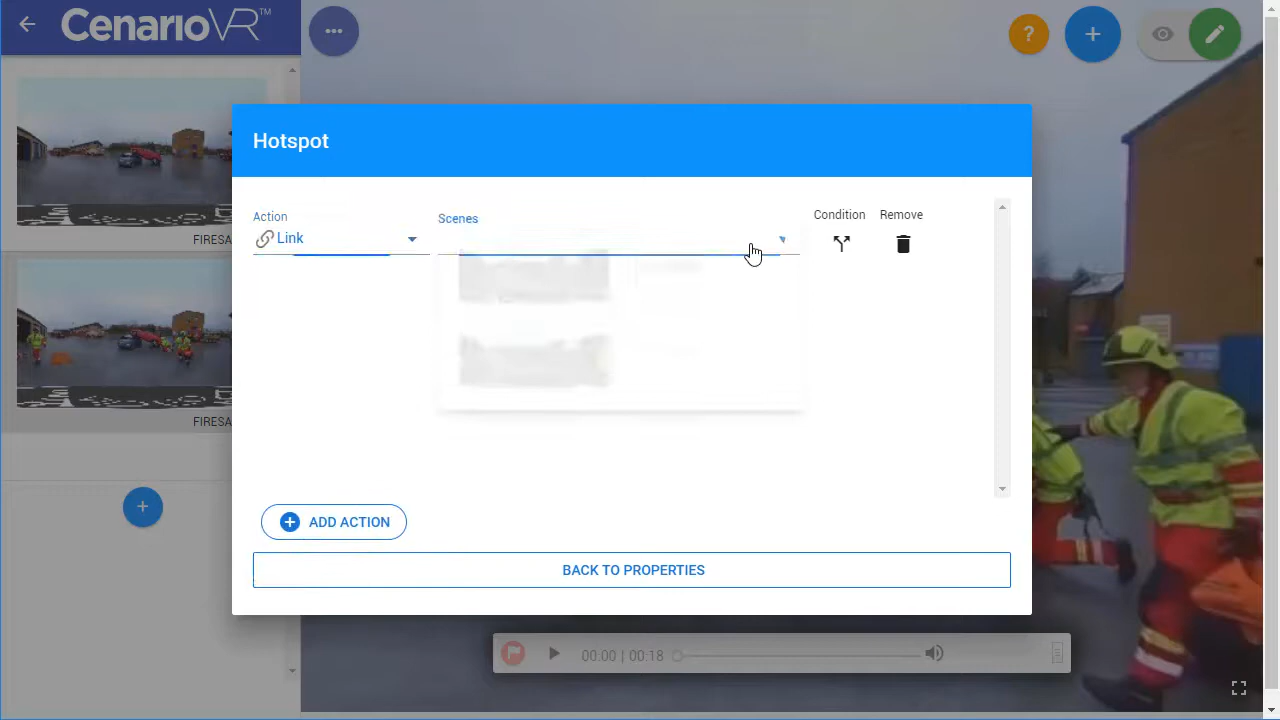 CenarioVR™
?
Hotspot
Action
Scenes
Condition
Remove
Link
FIRESA
FIRESA
ADD ACTION
BACK TO PROPERTIES
00:00 | 00:18